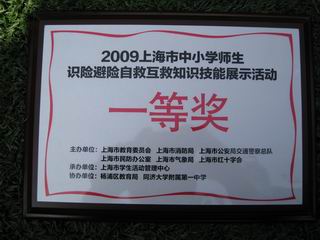 2009上海市中小学师生
识险避险自救互救知识技能展示活动
一等奖
主办单位：上海市教育委员会 上海市消防局 上海市公安局交通警察总队
上海市民防办公室 上海市气象局 上海市红十字会
承办单位：上海市学生活动管理中心
协办单位：杨浦区教育局 同济大学附属第一中学